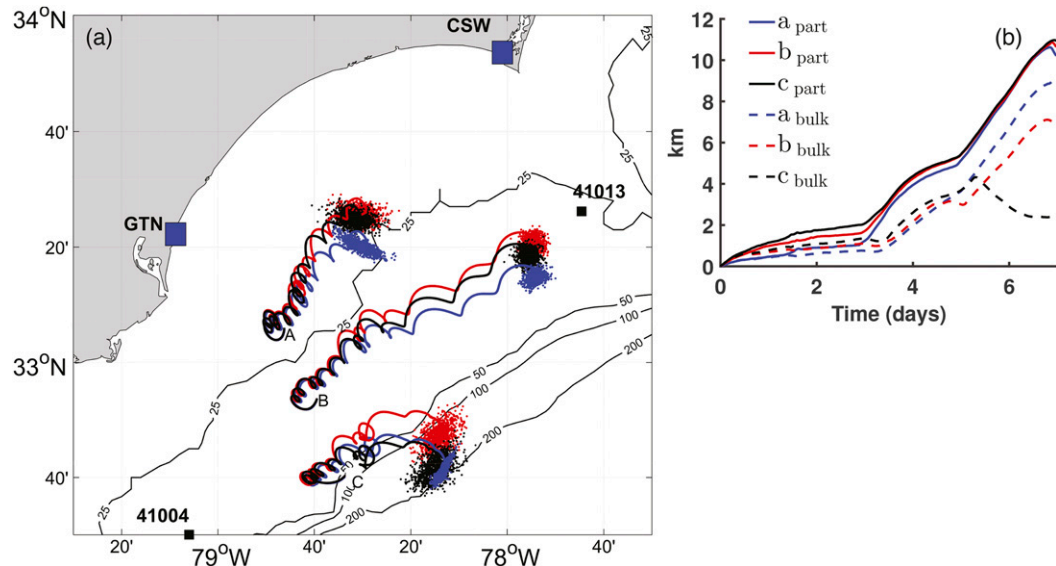 34°N
(a)
CSW
25
40'
41013
25
GTN
20'
A
25
50
100
200
33°N
B
50
100
200
C
50
40'
100
25
200
41004
20'
79°W
40'
20'
78°W
40'
12
10
8
6
4
2
0
km
a part
b part
c part
a bulk
b bulk
c bulk
(b)
0
2
4
6
Time (days)